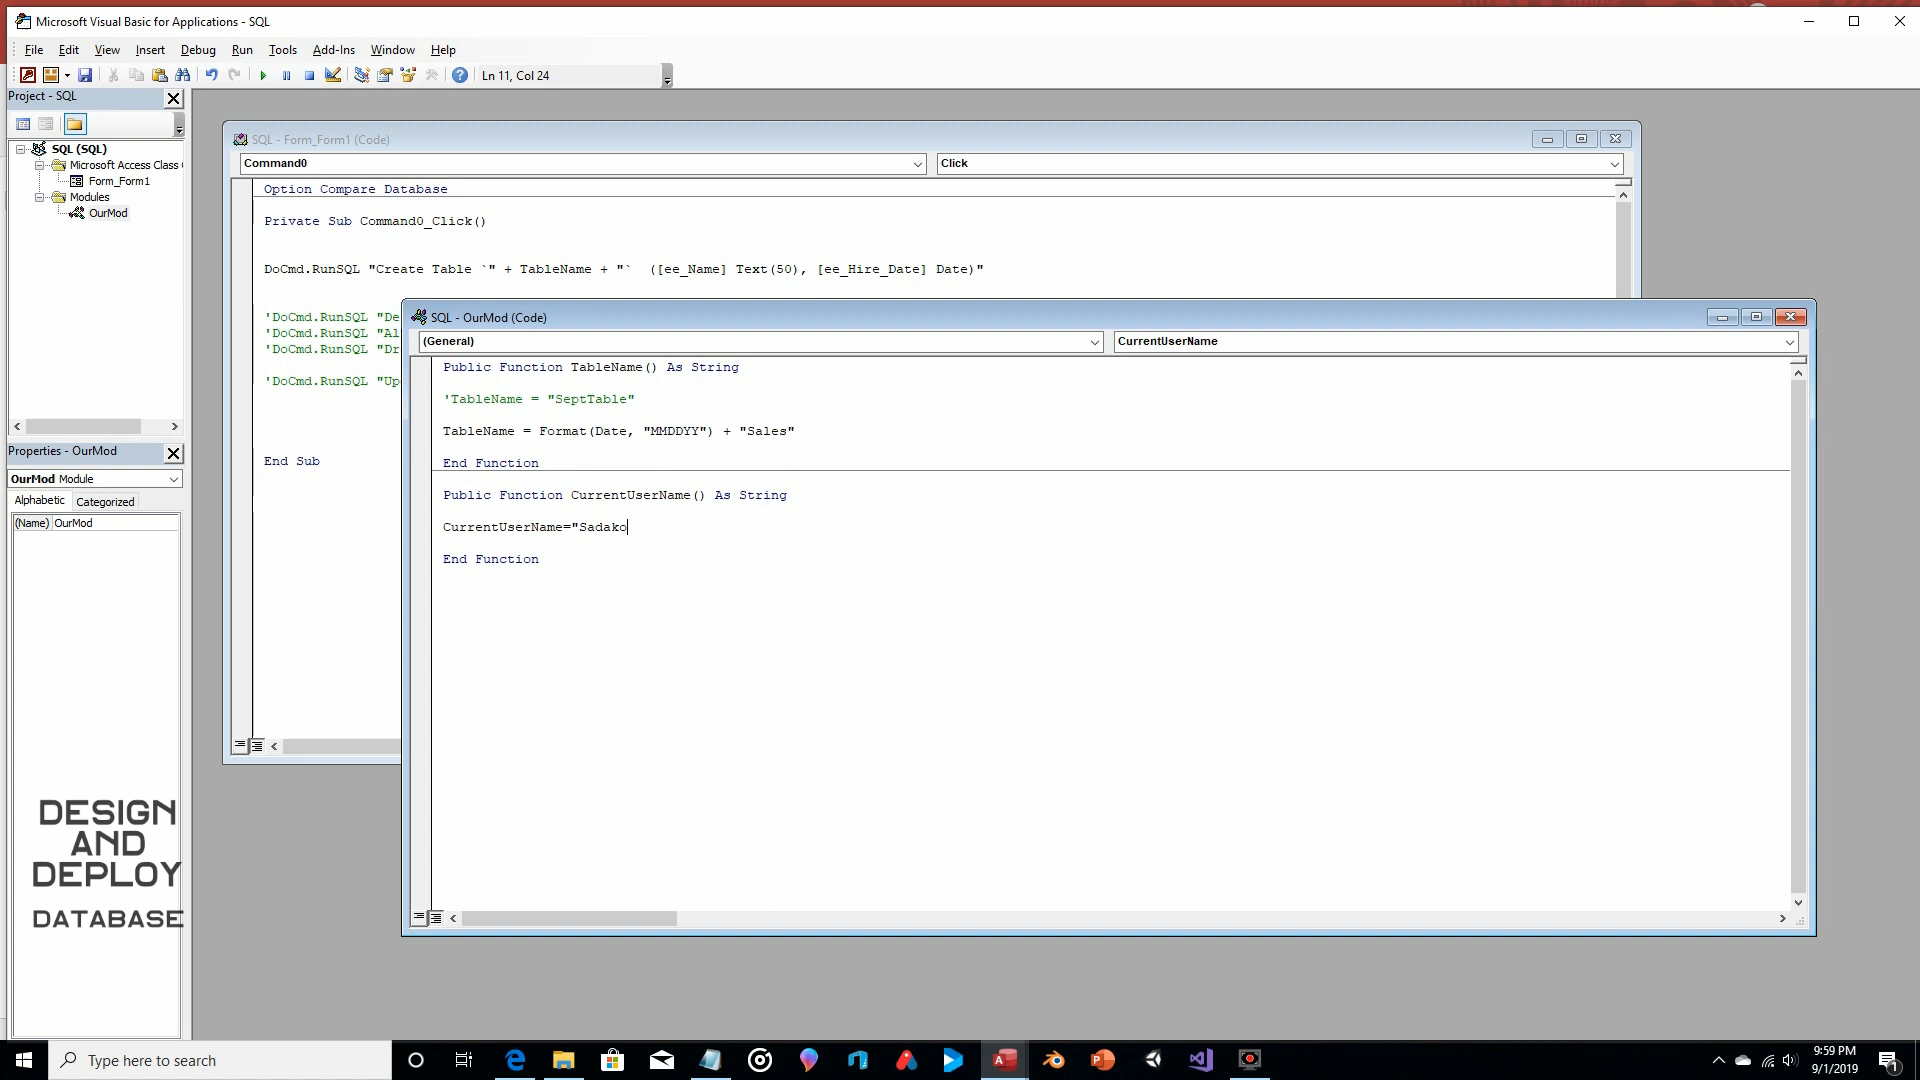 Microsoft Visual Basic for Applications - SQL
File Edit View Insert Debug Run Tools Add-Ins Window Help
Ln 11, Col 24
Project - SQL
SQL (SQL)
Microsoft Access Class
Form_Form1
Modules
OurMod
Properties - OurMod
OurMod Module
Alphabetic Categorized
(Name) OurMod
DESIGN
AND
DEPLOY
DATABASE
SQL - Form_Form1 (Code)
Command0 Click
Option Compare Database
Private Sub Command0_Click()
DoCmd.RunSQL "Create Table `" + TableName + "`  ([ee_Name] Text(50), [ee_Hire_Date] Date)"
'DoCmd.RunSQL "De
'DoCmd.RunSQL "Al
'DoCmd.RunSQL "Dr
'DoCmd.RunSQL "Up
End Sub
SQL - OurMod (Code)
(General) CurrentUserName
Public Function TableName() As String
'TableName = "SeptTable"
TableName = Format(Date, "MMDDYY") + "Sales"
End Function
Public Function CurrentUserName() As String
CurrentUserName="Sadako
End Function
Type here to search
9:59 PM
9/1/2019
1